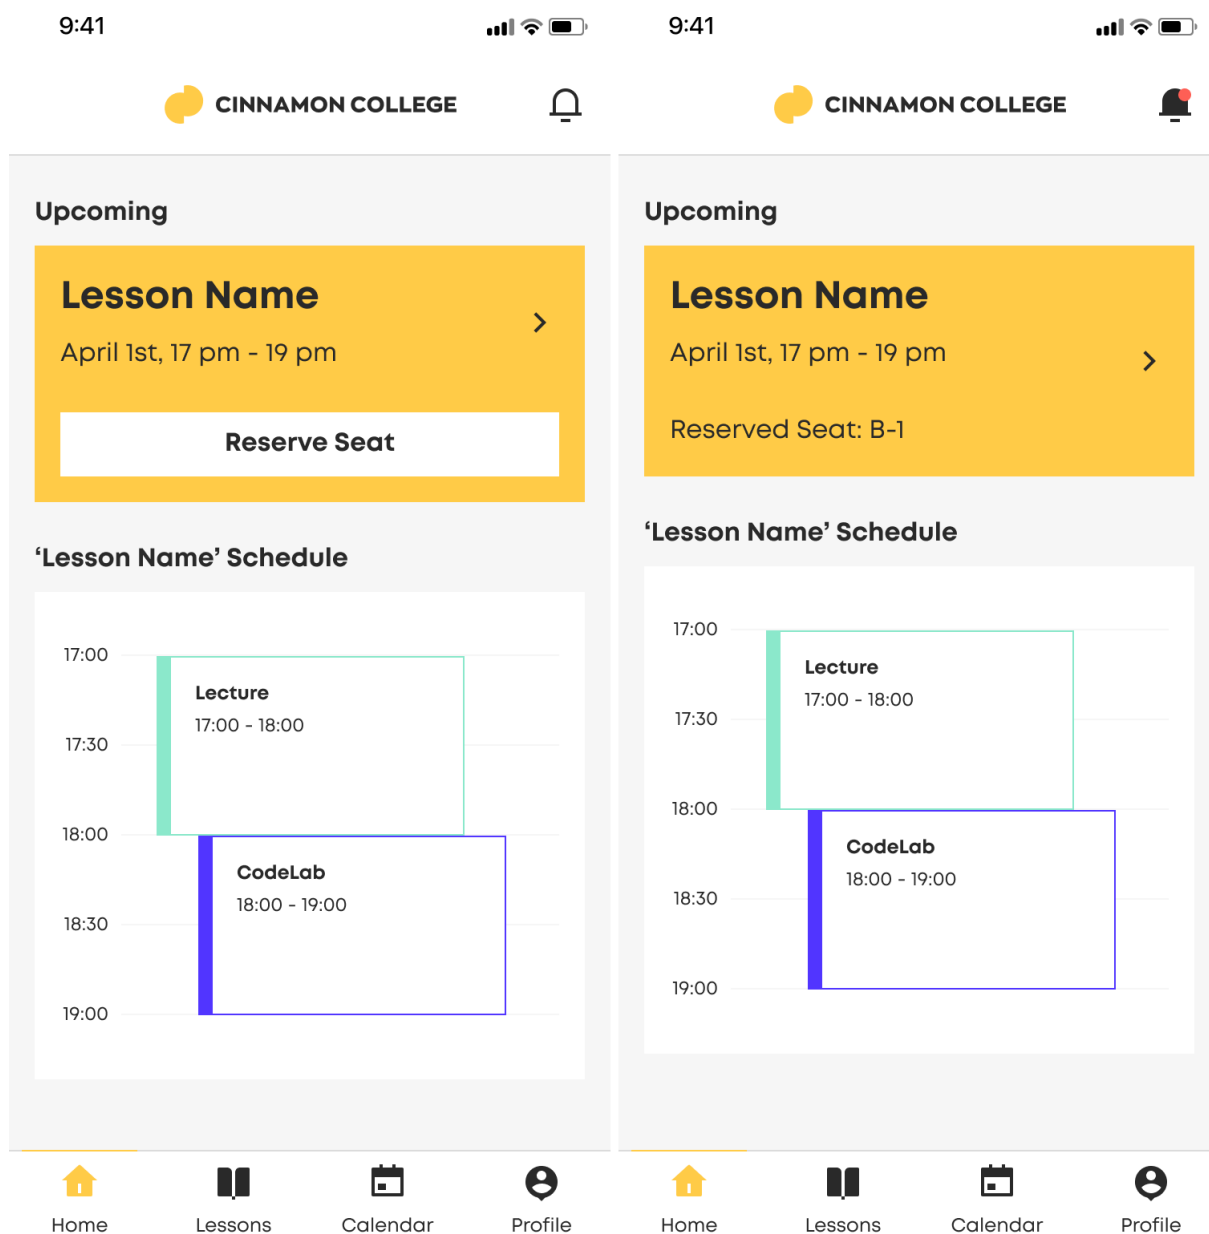 9:41
CINNAMON COLLEGE
Upcoming
Lesson Name
April 1st, 17 pm - 19 pm
Reserve Seat
‘Lesson Name’ Schedule
17:00
Lecture
17:00 - 18:00
17:30
18:00
CodeLab
18:00 - 19:00
18:30
19:00
Home
Lessons
Calendar
Profile
9:41
CINNAMON COLLEGE
Upcoming
Lesson Name
April 1st, 17 pm - 19 pm
Reserved Seat: B-1
‘Lesson Name’ Schedule
17:00
Lecture
17:00 - 18:00
17:30
18:00
CodeLab
18:00 - 19:00
18:30
19:00
Home
Lessons
Calendar
Profile